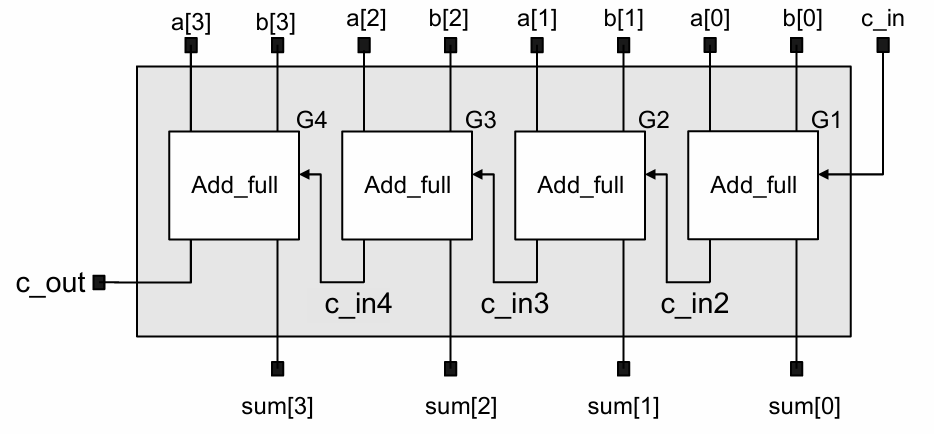 a[3] b[3] a[2] b[2] a[1] b[1] a[0] b[0] c_in
G4 G3 G2 G1
Add_full Add_full Add_full Add_full
c_out
c_in4 c_in3 c_in2
sum[3] sum[2] sum[1] sum[0]